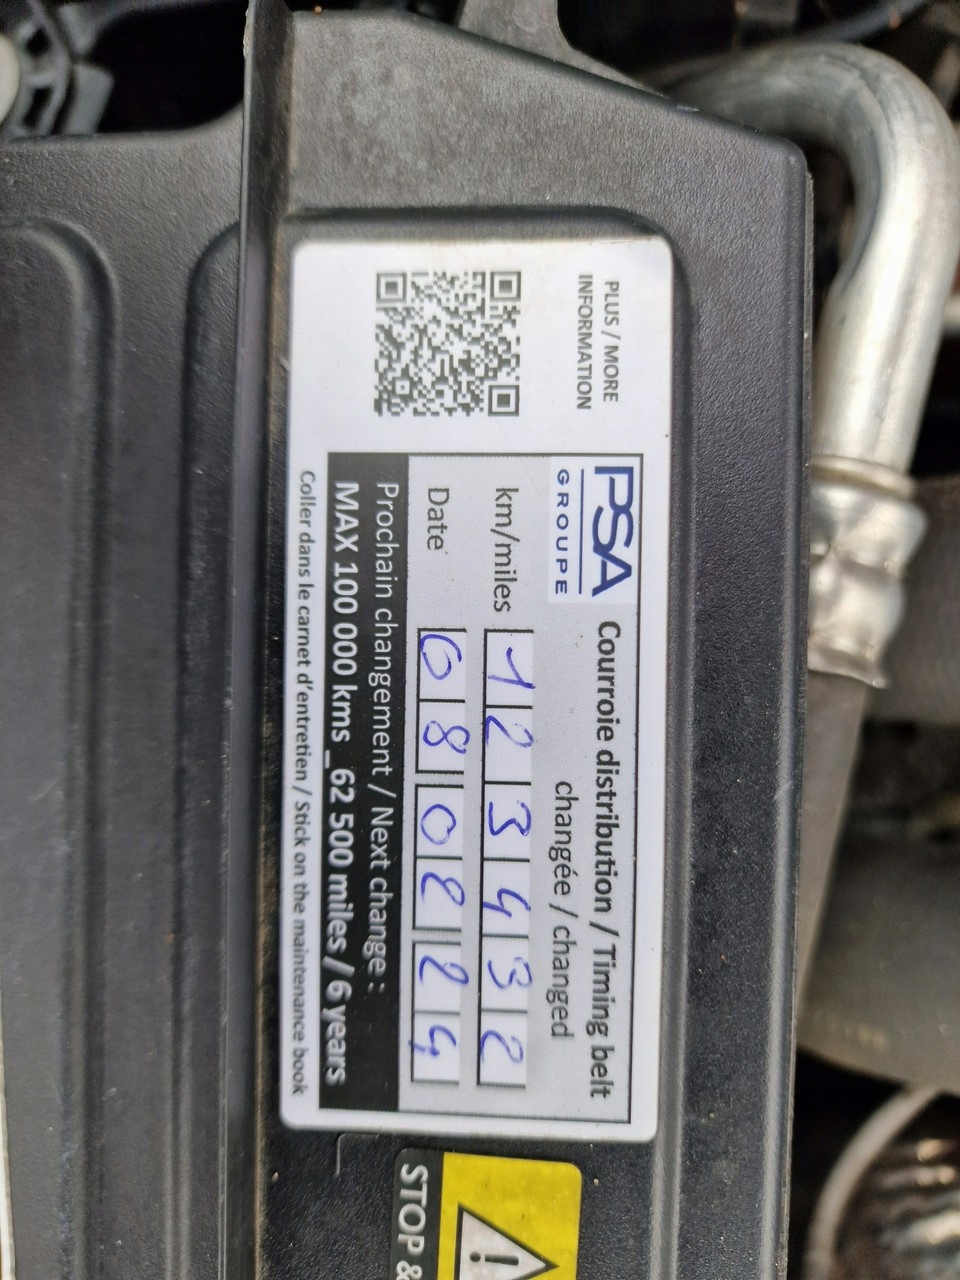 PLUS / MORE
INFORMATION
PSA
GROUPE
Courroie distribution / Timing belt
changée / changed
km/miles 123432
Date 080224
Prochain changement / Next change :
MAX 100 000 kms _62 500 miles / 6 years
Coller dans le carnet d'entretien / Stick on the maintenance book
STOP &